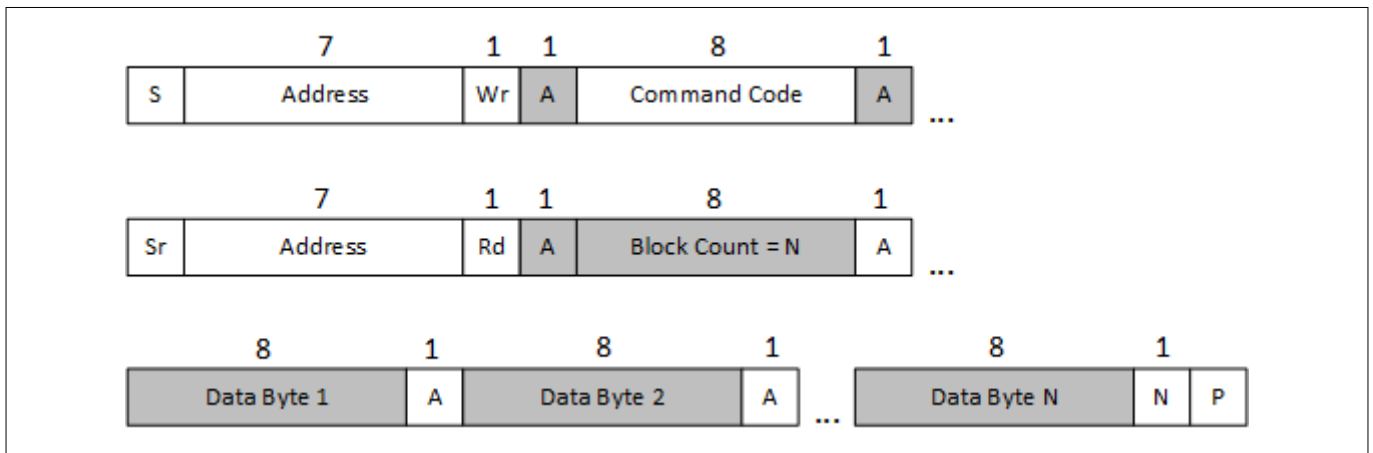 7 1 1 8 1
S Address Wr A Command Code A ...
7 1 1 8 1
Sr Address Rd A Block Count = N A ...
8 1 8 1 8 1
Data Byte 1 A Data Byte 2 A ... Data Byte N N P